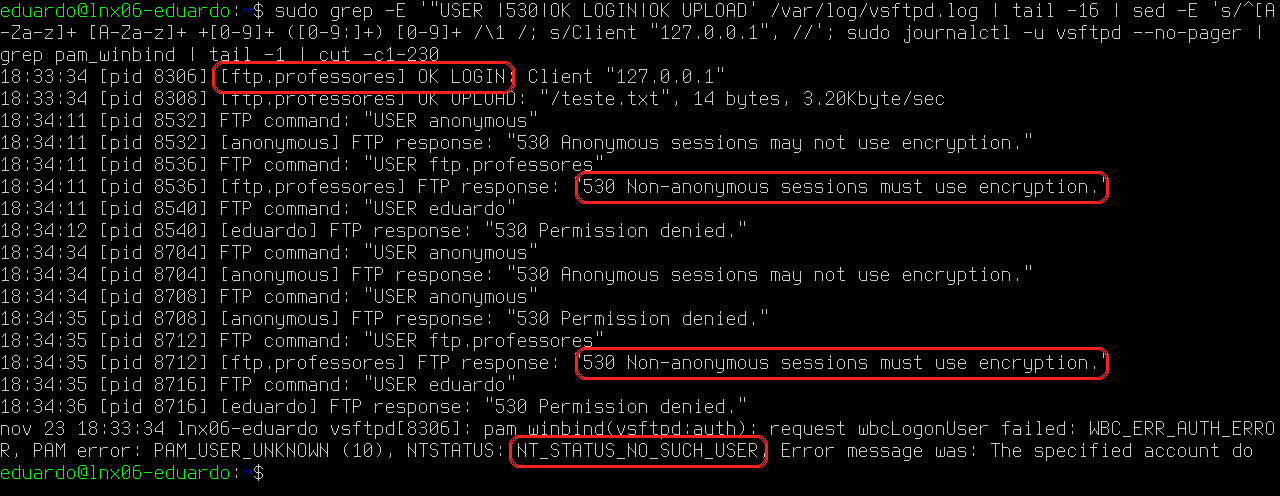 eduardo@lnx06-eduardo:~$ sudo grep -E '"USER |530|OK LOGIN|OK UPLOAD' /var/log/vsftpd.log | tail -16 | sed -E 's/^[A
-Za-z]+ [A-Za-z]+ +[0-9]+ ([0-9:]+) [0-9]+ /\1 /; s/Client "127.0.0.1", //'; sudo journalctl -u vsftpd --no-pager |
grep pam_winbind | tail -1 | cut -c1-230
18:33:34 [pid 8306] [ftp.professores] OK LOGIN: Client "127.0.0.1"
18:33:34 [pid 8308] [ftp.professores] OK UPLOAD: "/teste.txt", 14 bytes, 3.20Kbyte/sec
18:34:11 [pid 8532] FTP command: "USER anonymous"
18:34:11 [pid 8532] [anonymous] FTP response: "530 Anonymous sessions may not use encryption."
18:34:11 [pid 8536] FTP command: "USER ftp.professores"
18:34:11 [pid 8536] [ftp.professores] FTP response: "530 Non-anonymous sessions must use encryption."
18:34:11 [pid 8540] FTP command: "USER eduardo"
18:34:12 [pid 8540] [eduardo] FTP response: "530 Permission denied."
18:34:34 [pid 8704] FTP command: "USER anonymous"
18:34:34 [pid 8704] [anonymous] FTP response: "530 Anonymous sessions may not use encryption."
18:34:34 [pid 8708] FTP command: "USER anonymous"
18:34:35 [pid 8708] [anonymous] FTP response: "530 Permission denied."
18:34:35 [pid 8712] FTP command: "USER ftp.professores"
18:34:35 [pid 8712] [ftp.professores] FTP response: "530 Non-anonymous sessions must use encryption."
18:34:35 [pid 8716] FTP command: "USER eduardo"
18:34:36 [pid 8716] [eduardo] FTP response: "530 Permission denied."
nov 23 18:33:34 lnx06-eduardo vsftpd[8306]: pam_winbind(vsftpd:auth): request wbcLogonUser failed: WBC_ERR_AUTH_ERRO
R, PAM error: PAM_USER_UNKNOWN (10), NTSTATUS: NT_STATUS_NO_SUCH_USER, Error message was: The specified account do
eduardo@lnx06-eduardo:~$